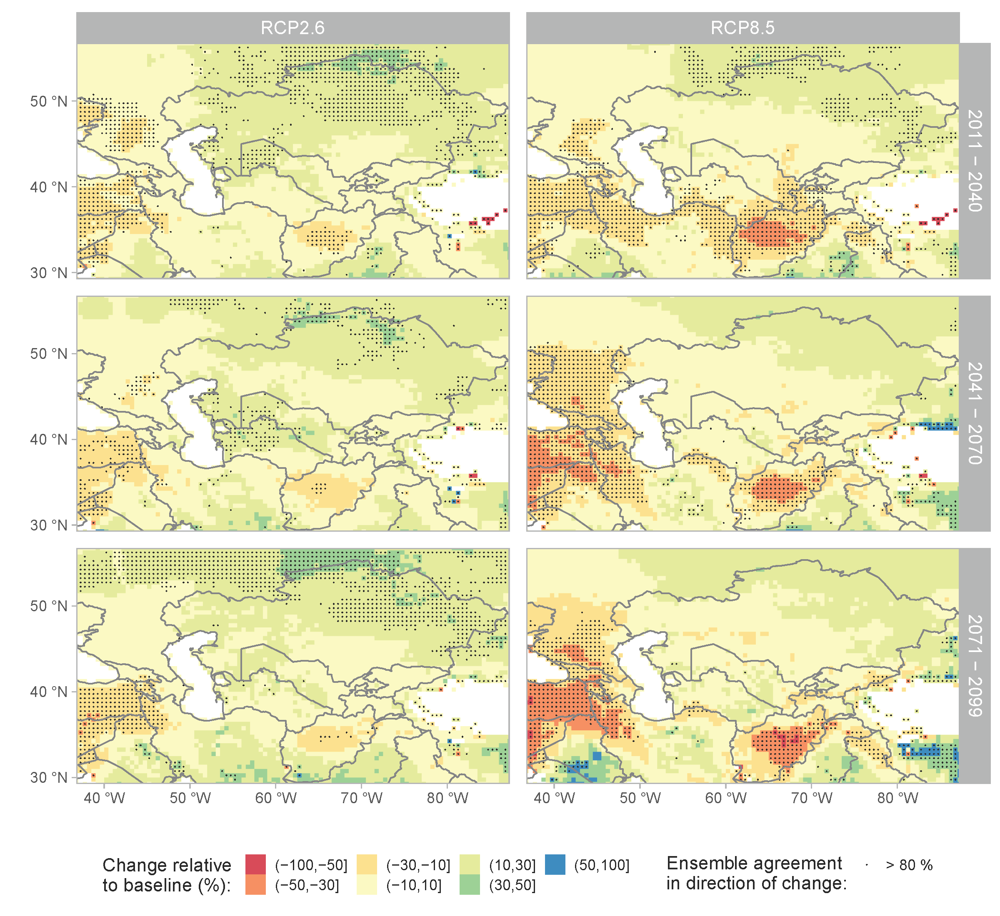 RCP2.6
RCP8.5
50 °N
40 °N
30 °N
2011 − 2040
50 °N
40 °N
30 °N
2041 − 2070
50 °N
40 °N
30 °N
2071 − 2099
40 °W
50 °W
60 °W
70 °W
80 °W
40 °W
50 °W
60 °W
70 °W
80 °W
Change relative
to baseline (%):
(−100,−50]
(−50,−30]
(−30,−10]
(−10,10]
(10,30]
(30,50]
(50,100]
Ensemble agreement
in direction of change:
> 80 %